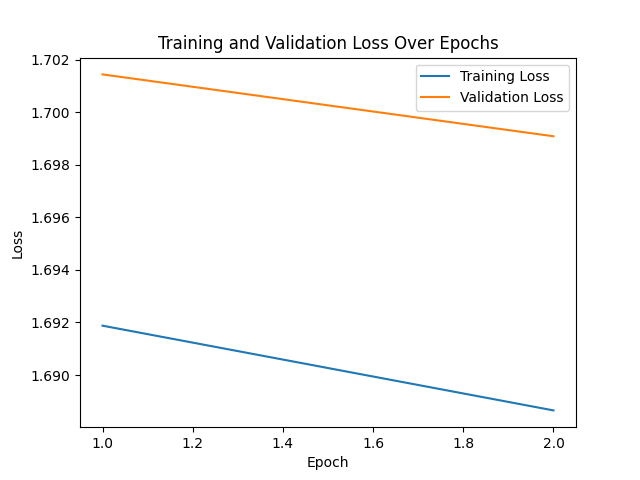 Training and Validation Loss Over Epochs
Training Loss
Validation Loss
1.702
1.700
1.698
1.696
1.694
1.692
1.690
Loss
1.0 1.2 1.4 1.6 1.8 2.0
Epoch